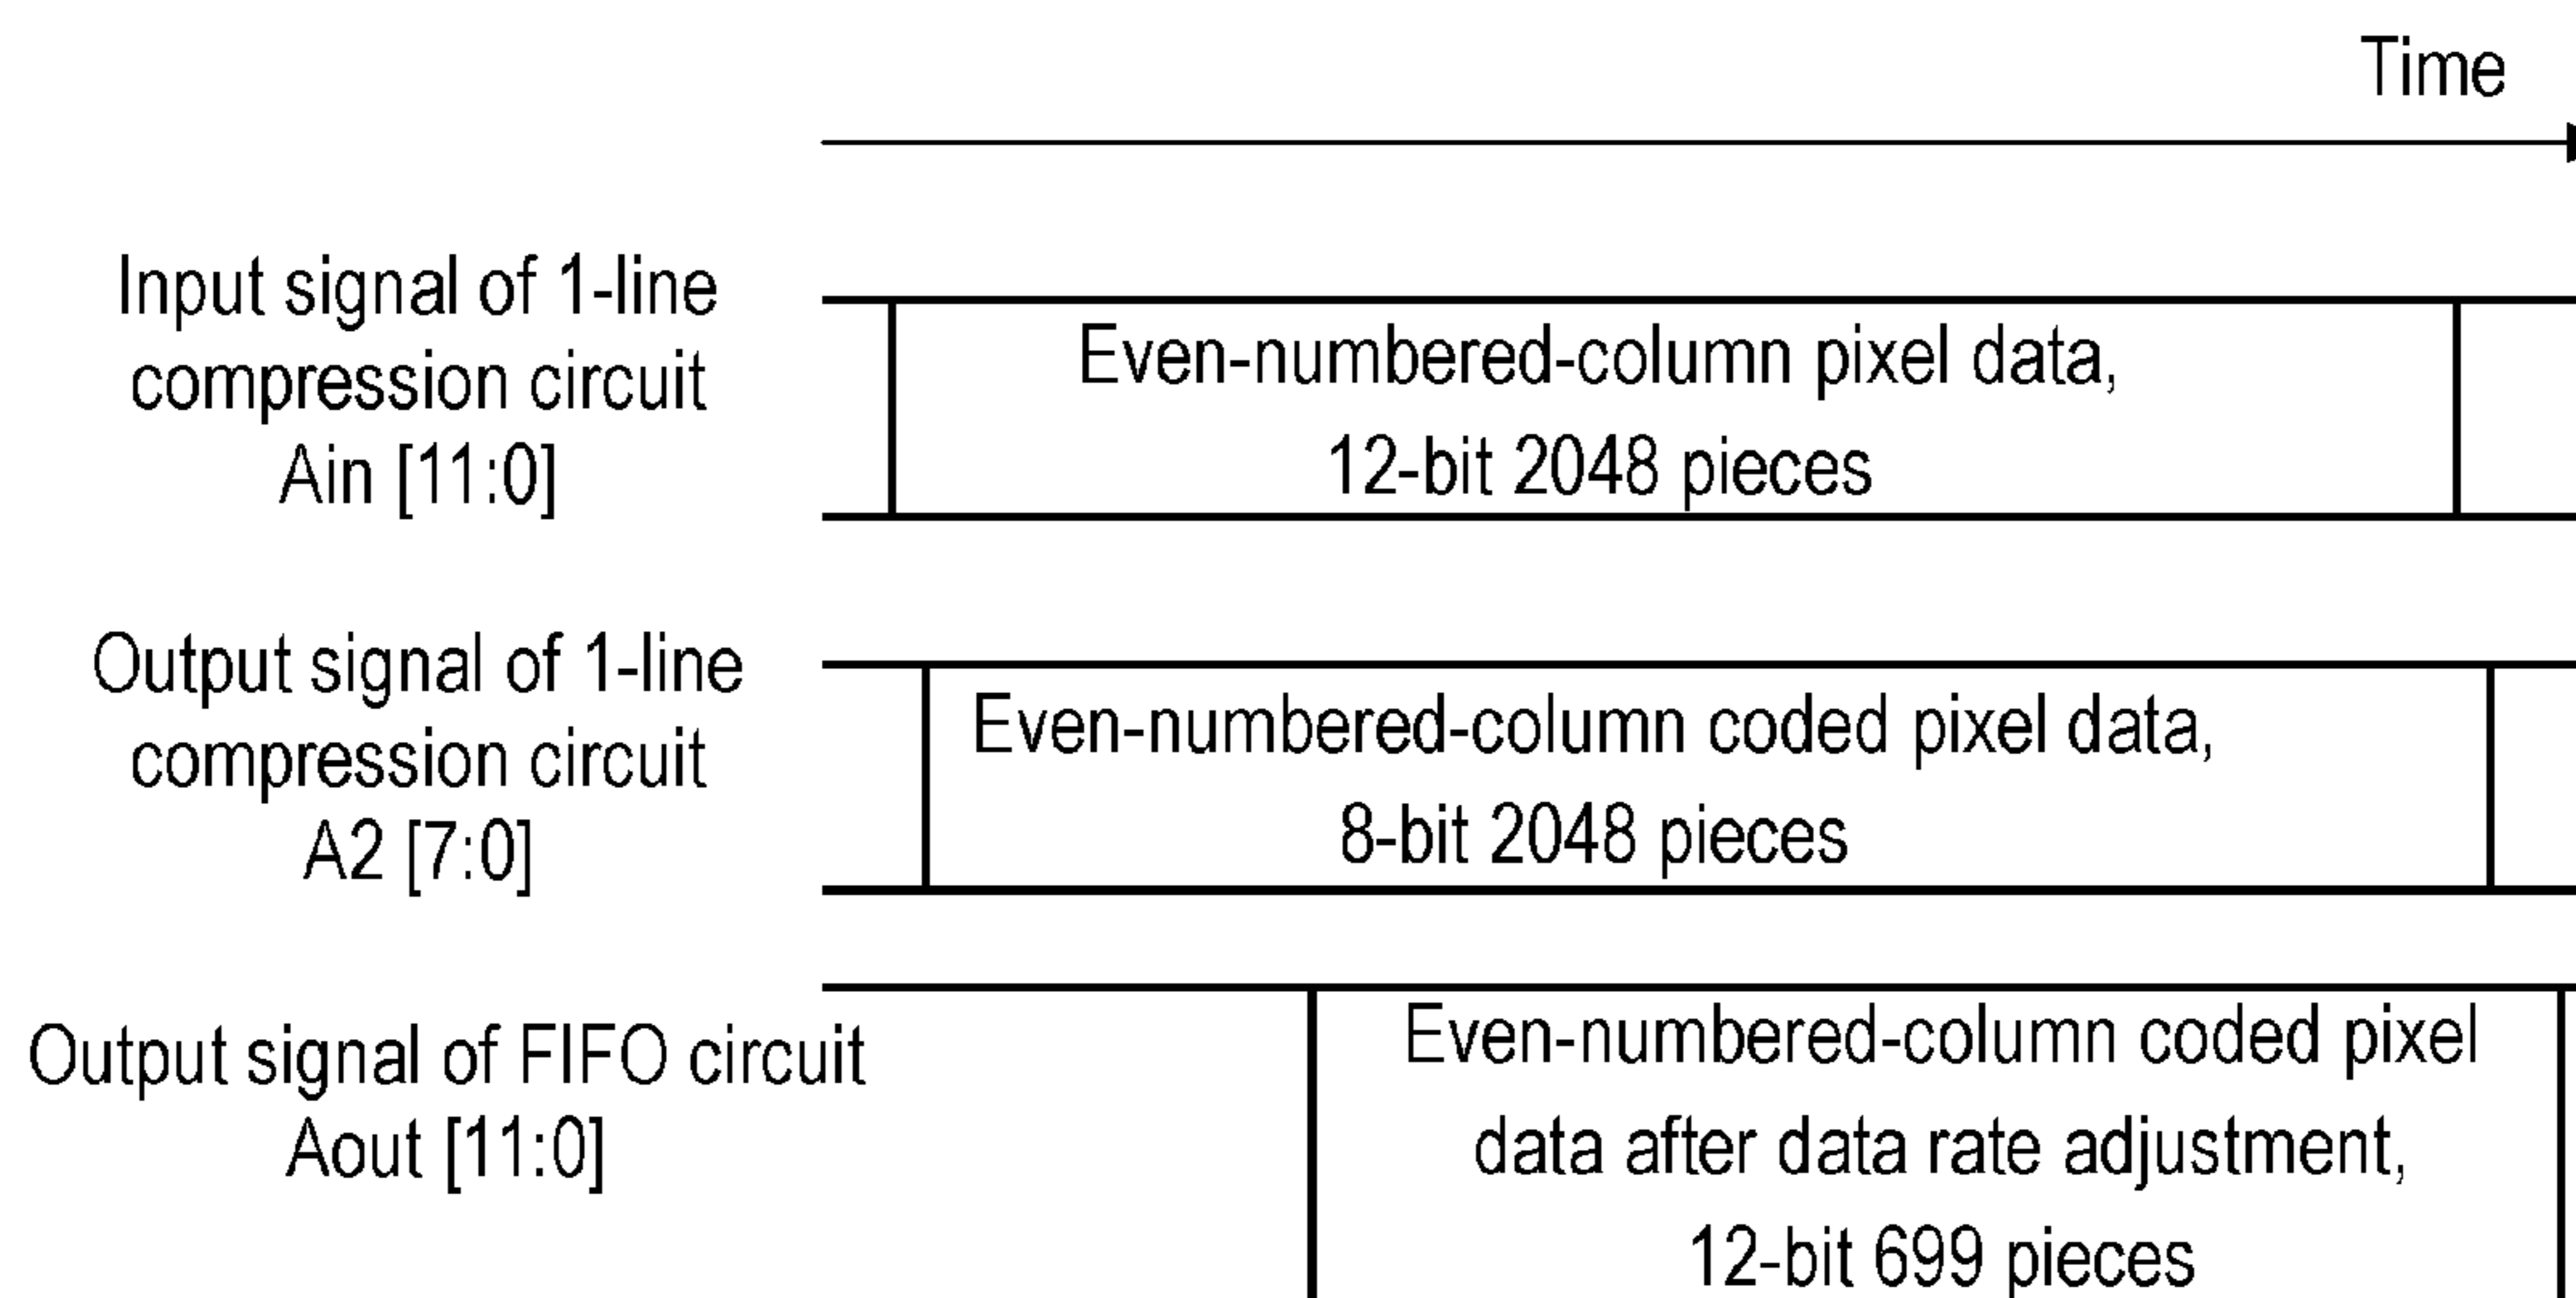 Time
Input signal of 1-line
compression circuit
Ain [11:0]
Even-numbered-column pixel data,
12-bit 2048 pieces
Output signal of 1-line
compression circuit
A2 [7:0]
Even-numbered-column coded pixel data,
8-bit 2048 pieces
Output signal of FIFO circuit
Aout [11:0]
Even-numbered-column coded pixel
data after data rate adjustment,
12-bit 699 pieces